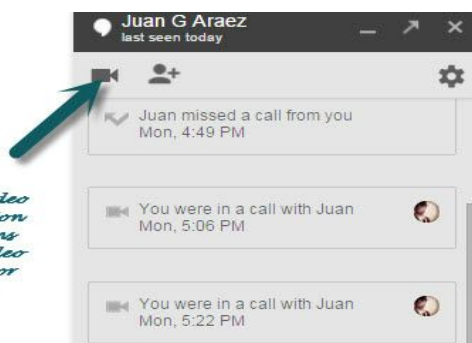 Juan G Araez
last seen today
Juan missed a call from you
Mon, 4:49 PM
You were in a call with Juan
Mon, 5:06 PM
You were in a call with Juan
Mon, 5:22 PM